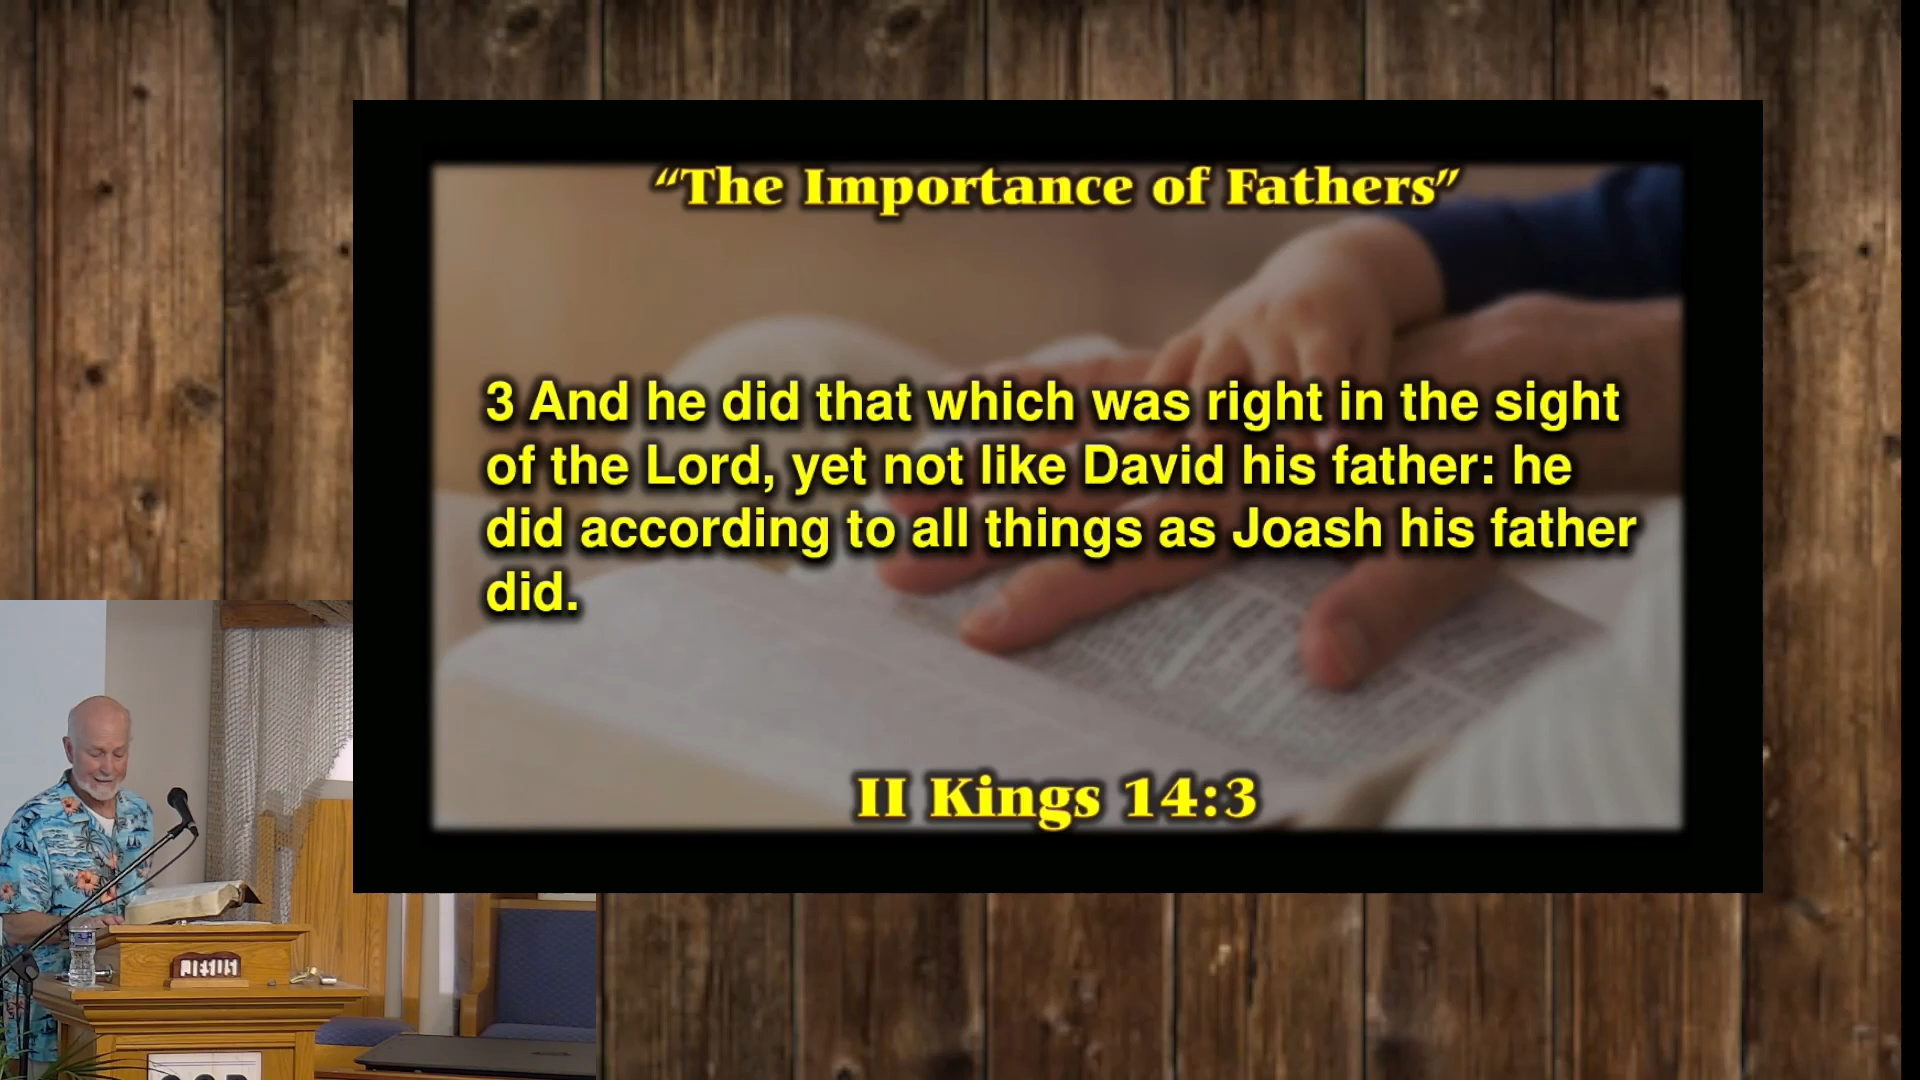 “The Importance of Fathers”
3 And he did that which was right in the sight
of the Lord, yet not like David his father: he
did according to all things as Joash his father
did.
II Kings 14:3
JESUS